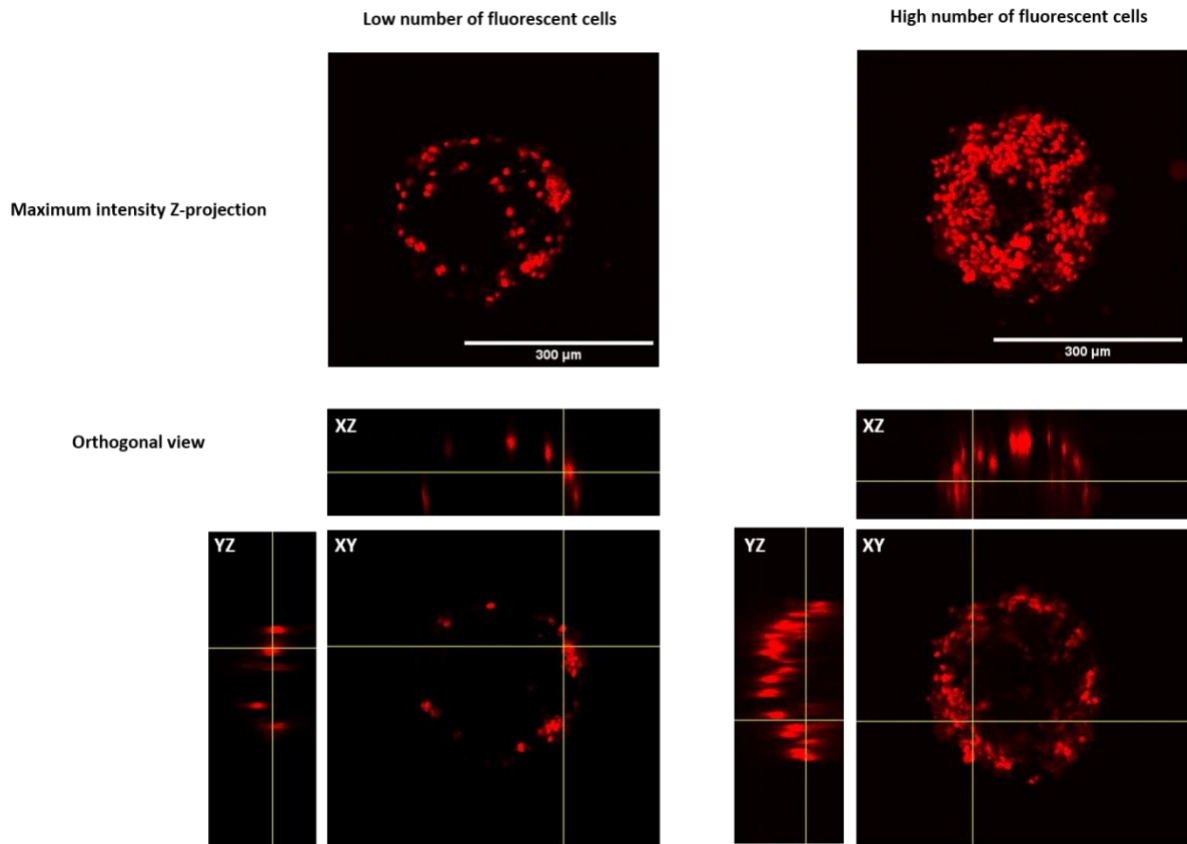 Low number of fluorescent cells
High number of fluorescent cells
Maximum intensity Z-projection
300 µm
300 µm
Orthogonal view
XZ
XZ
YZ
XY
YZ
XY